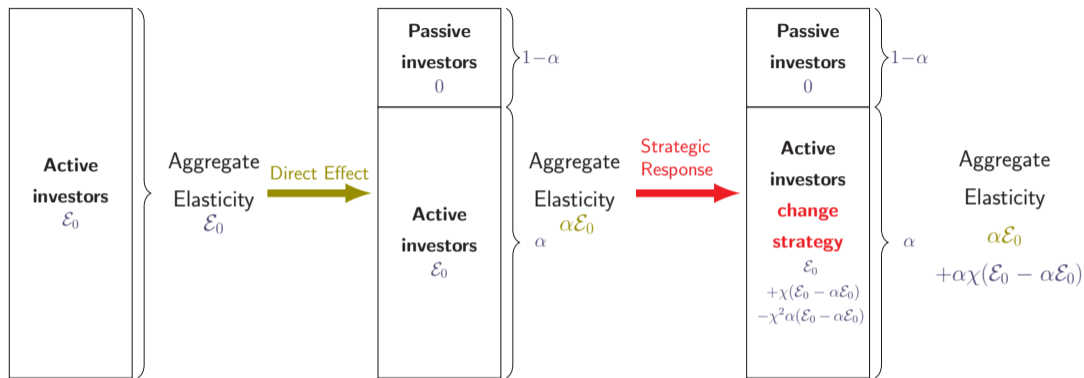 Active
investors
ℰ₀
Aggregate
Elasticity
ℰ₀
Direct Effect
Passive
investors
0
1−α
Active
investors
ℰ₀
α
Aggregate
Elasticity
αℰ₀
Strategic
Response
Passive
investors
0
1−α
Active
investors
change
strategy
ℰ₀
+χ(ℰ₀ − αℰ₀)
−χ²α(ℰ₀ − αℰ₀)
α
Aggregate
Elasticity
αℰ₀
+αχ(ℰ₀ − αℰ₀)